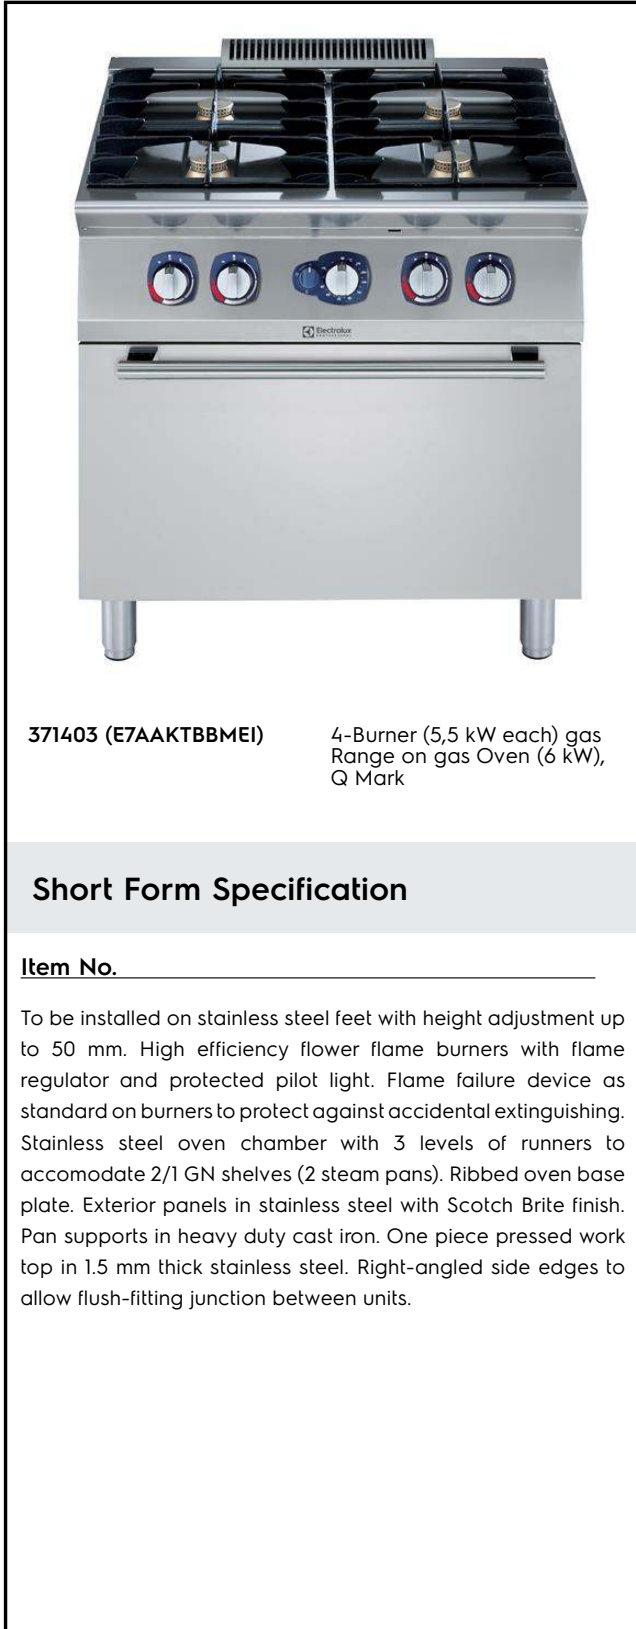 Electrolux
PROFESSIONAL
371403 (E7AAKTBBMEI)
4-Burner (5,5 kW each) gas
Range on gas Oven (6 kW),
Q Mark
Short Form Specification
Item No.
To be installed on stainless steel feet with height adjustment up
to 50 mm. High efficiency flower flame burners with flame
regulator and protected pilot light. Flame failure device as
standard on burners to protect against accidental extinguishing.
Stainless steel oven chamber with 3 levels of runners to
accomodate 2/1 GN shelves (2 steam pans). Ribbed oven base
plate. Exterior panels in stainless steel with Scotch Brite finish.
Pan supports in heavy duty cast iron. One piece pressed work
top in 1.5 mm thick stainless steel. Right-angled side edges to
allow flush-fitting junction between units.